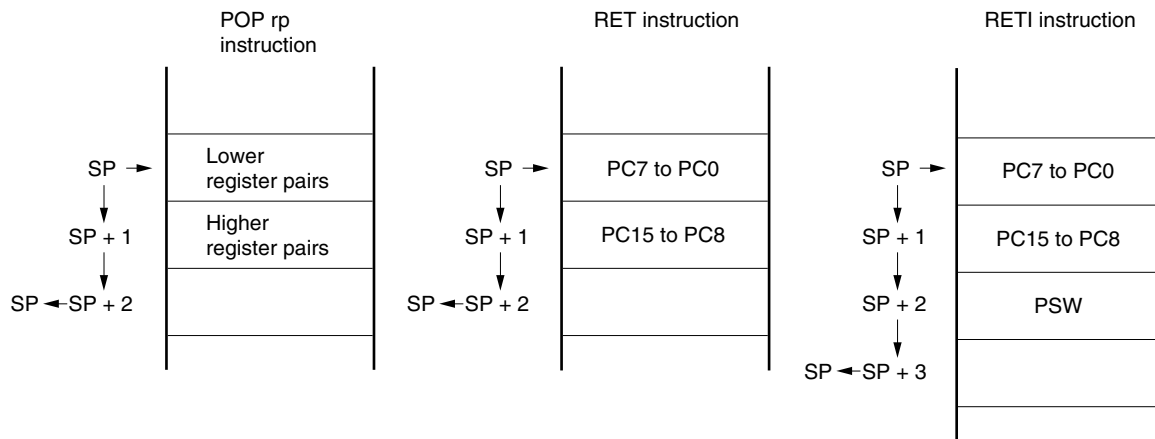 POP rp
instruction
RET instruction
RETI instruction
SP
Lower
register pairs
SP + 1
Higher
register pairs
SP
SP + 2
SP
PC7 to PC0
SP + 1
PC15 to PC8
SP
SP + 2
SP
PC7 to PC0
SP + 1
PC15 to PC8
SP + 2
PSW
SP
SP + 3